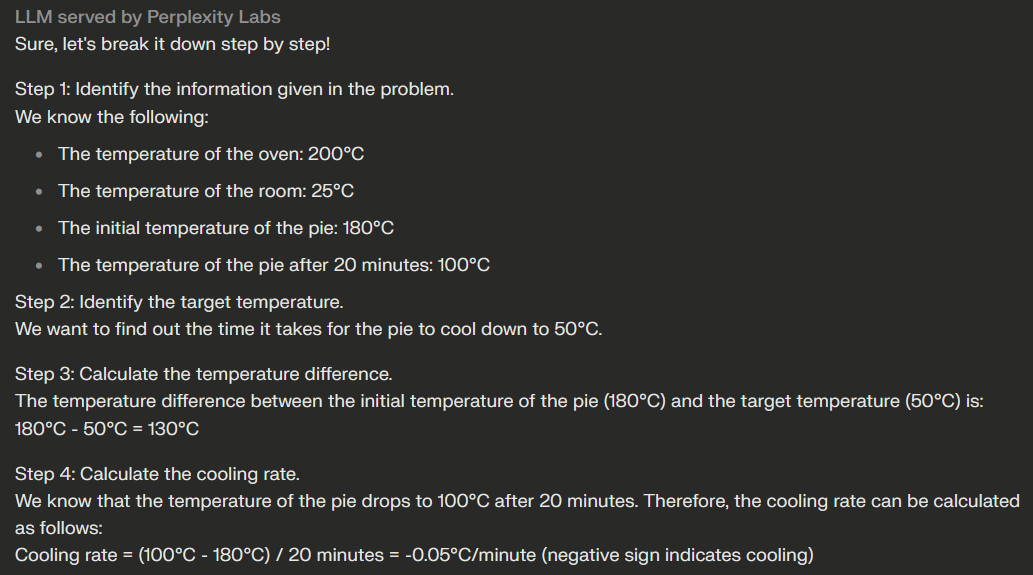 LLM served by Perplexity Labs
Sure, let's break it down step by step!
Step 1: Identify the information given in the problem.
We know the following:
• The temperature of the oven: 200°C
• The temperature of the room: 25°C
• The initial temperature of the pie: 180°C
• The temperature of the pie after 20 minutes: 100°C
Step 2: Identify the target temperature.
We want to find out the time it takes for the pie to cool down to 50°C.
Step 3: Calculate the temperature difference.
The temperature difference between the initial temperature of the pie (180°C) and the target temperature (50°C) is:
180°C - 50°C = 130°C
Step 4: Calculate the cooling rate.
We know that the temperature of the pie drops to 100°C after 20 minutes. Therefore, the cooling rate can be calculated
as follows:
Cooling rate = (100°C - 180°C) / 20 minutes = -0.05°C/minute (negative sign indicates cooling)